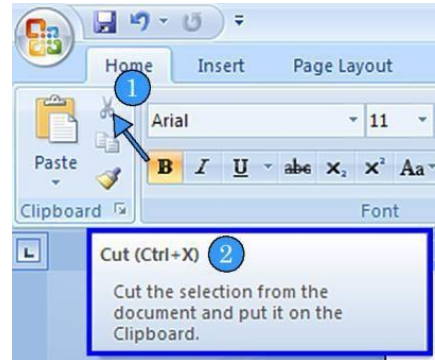 Home Insert Page Layout
1
Arial 11
Paste
B I U abc X₂ X² Aa
Clipboard Font
L
Cut (Ctrl+X) 2
Cut the selection from the
document and put it on the
Clipboard.